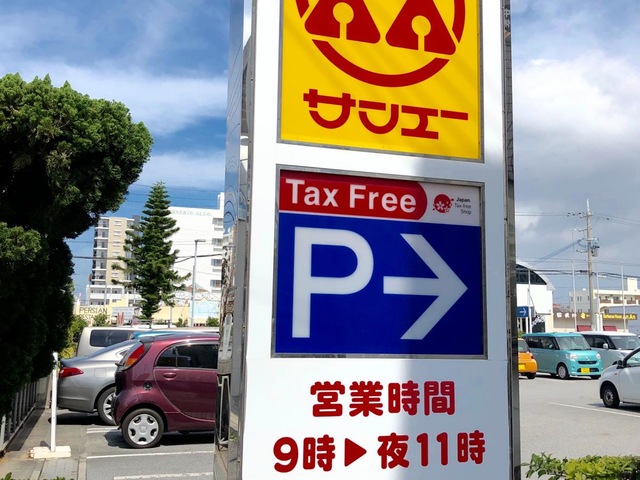 サンエー
Tax Free
Japan
Tax-free
Shop
P→
営業時間
9時▶夜11時
PERSIAN